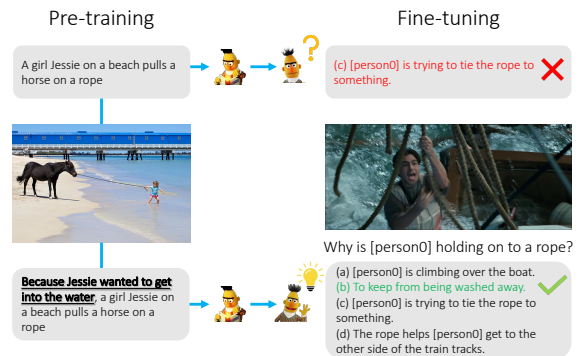 Pre-training
Fine-tuning
A girl Jessie on a beach pulls a
horse on a rope
?
(c) [person0] is trying to tie the rope to
something.
Why is [person0] holding on to a rope?
Because Jessie wanted to get
into the water, a girl Jessie on
a beach pulls a horse on a
rope
(a) [person0] is climbing over the boat.
(b) To keep from being washed away.
(c) [person0] is trying to tie the rope to
something.
(d) The rope helps [person0] get to the
other side of the train tracks.